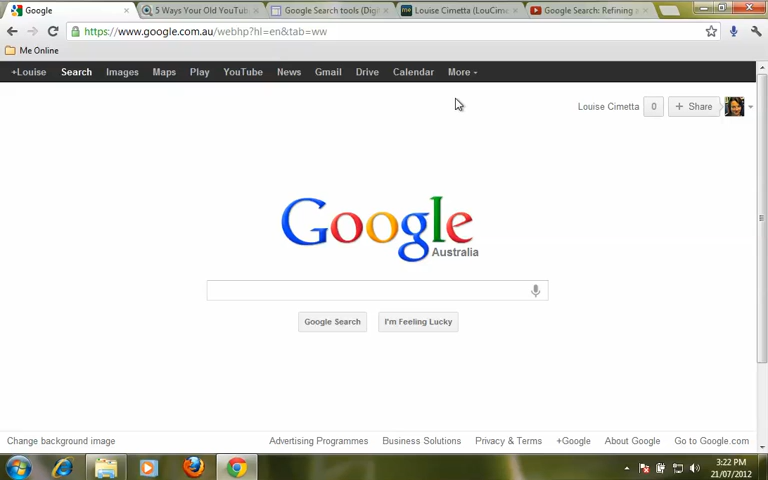 Google
5 Ways Your Old YouTub
Google Search tools (Digi
me Louise Cimetta (LouCime
Google Search: Refining p
https://www.google.com.au/webhp?hl=en&tab=ww
Me Online
+Louise Search Images Maps Play YouTube News Gmail Drive Calendar More
Louise Cimetta 0 + Share
Google
Australia
Google Search I'm Feeling Lucky
Change background image Advertising Programmes Business Solutions Privacy & Terms +Google About Google Go to Google.com
3:22 PM
21/07/2012